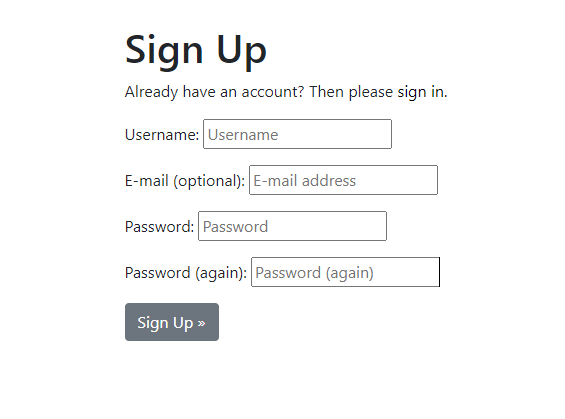 Sign Up
Already have an account? Then please sign in.
Username: Username
E-mail (optional): E-mail address
Password: Password
Password (again): Password (again)
Sign Up »